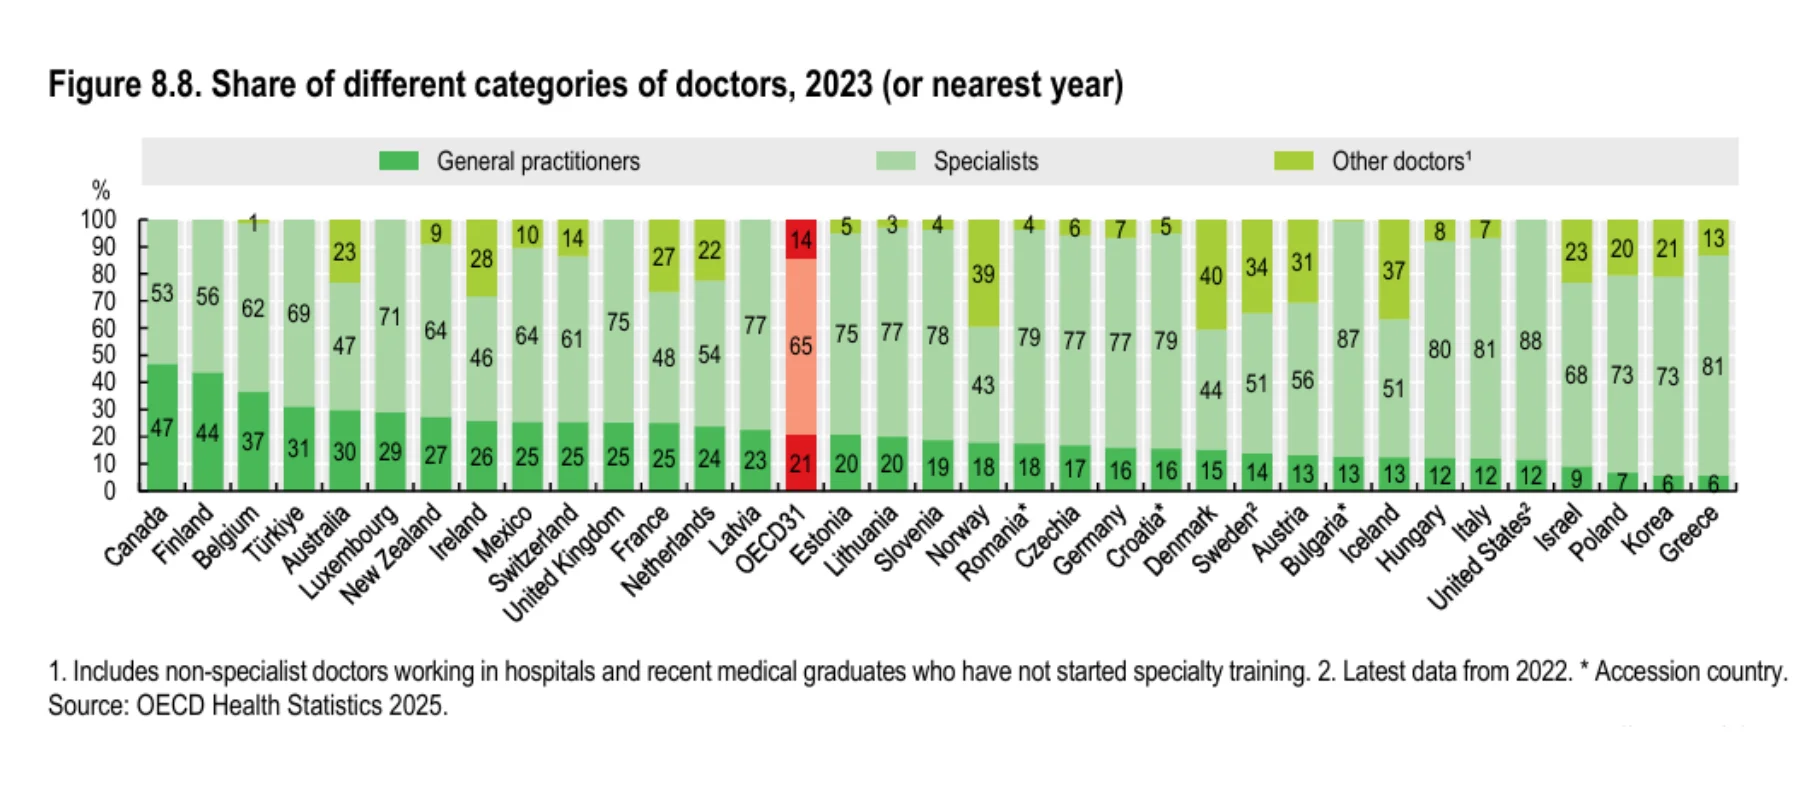 Figure 8.8. Share of different categories of doctors, 2023 (or nearest year)
General practitioners Specialists Other doctors¹
%
100
90
80
70
60
50
40
30
20
10
0
1 23 9 28 10 14 27 22 14 5 3 4 39 4 6 7 5 40 34 31 37 8 7 23 20 21 13
53 56 62 69 47 71 64 46 64 61 75 48 54 77 65 75 77 78 43 79 77 77 79 44 51 56 87 51 80 81 88 68 73 73 81
47 44 37 31 30 29 27 26 25 25 25 25 24 23 21 20 20 19 18 18 17 16 16 15 14 13 13 13 12 12 12 9 7 6 6
Canada
Finland
Belgium
Türkiye
Australia
Luxembourg
New Zealand
Ireland
Mexico
Switzerland
United Kingdom
France
Netherlands
Latvia
OECD31
Estonia
Lithuania
Slovenia
Norway
Romania*
Czechia
Germany
Croatia*
Denmark
Sweden²
Austria
Bulgaria*
Iceland
Hungary
Italy
United States²
Israel
Poland
Korea
Greece
1. Includes non-specialist doctors working in hospitals and recent medical graduates who have not started specialty training. 2. Latest data from 2022. * Accession country.
Source: OECD Health Statistics 2025.